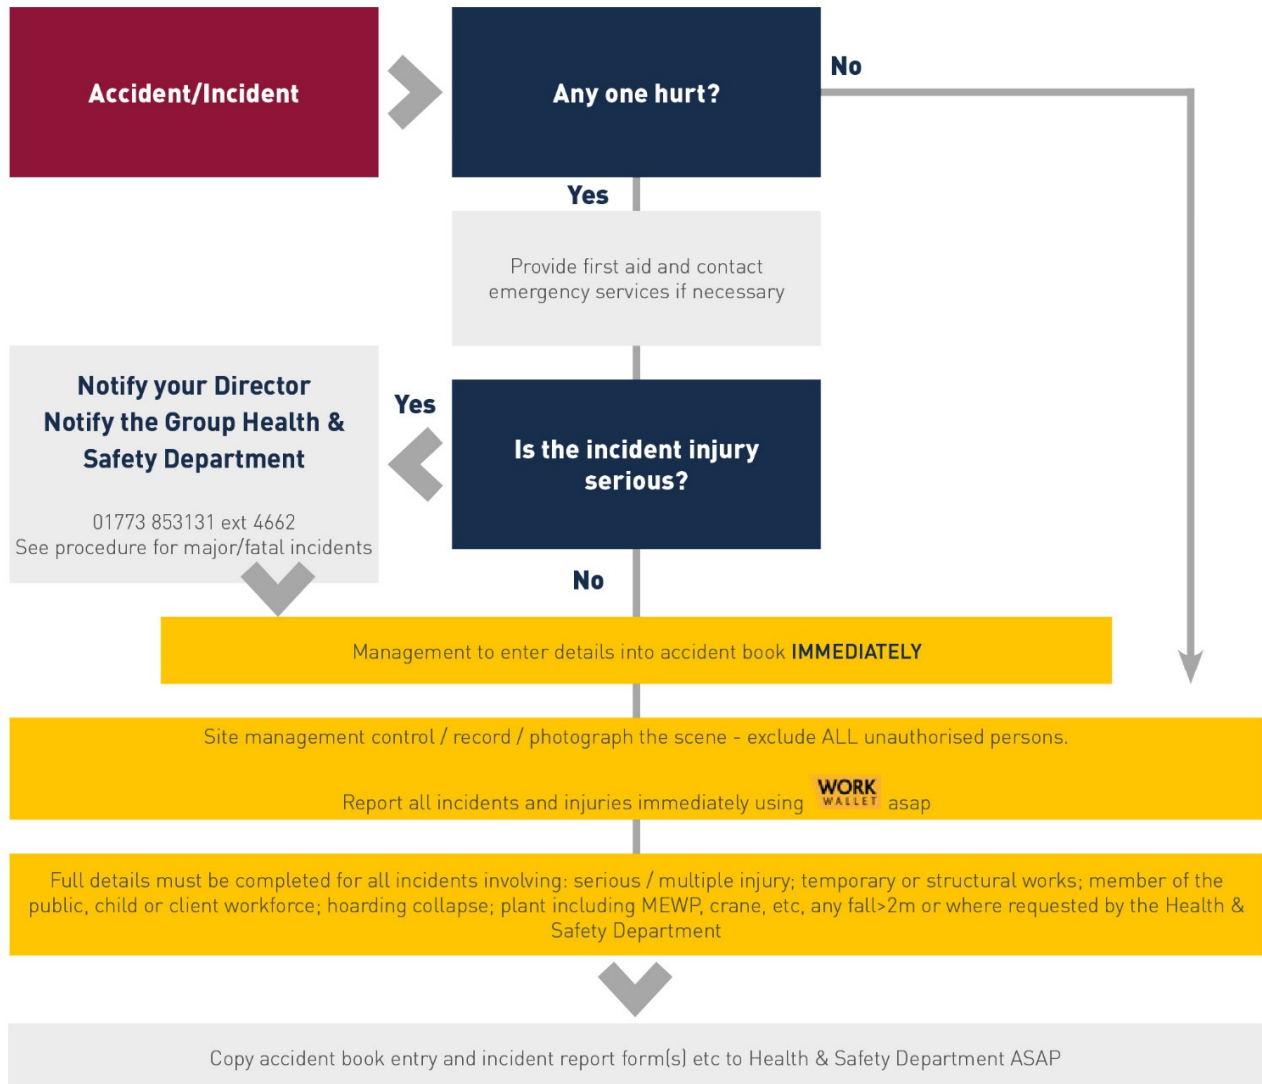 Accident/Incident
Any one hurt?
No
Yes
Provide first aid and contact
emergency services if necessary
Notify your Director
Notify the Group Health &
Safety Department
01773 853131 ext 4662
See procedure for major/fatal incidents
Yes
Is the incident injury
serious?
No
Management to enter details into accident book IMMEDIATELY
Site management control / record / photograph the scene - exclude ALL unauthorised persons.
Report all incidents and injuries immediately using WORK WALLET asap
Full details must be completed for all incidents involving: serious / multiple injury; temporary or structural works; member of the
public, child or client workforce; hoarding collapse; plant including MEWP, crane, etc, any fall>2m or where requested by the Health &
Safety Department
Copy accident book entry and incident report form(s) etc to Health & Safety Department ASAP